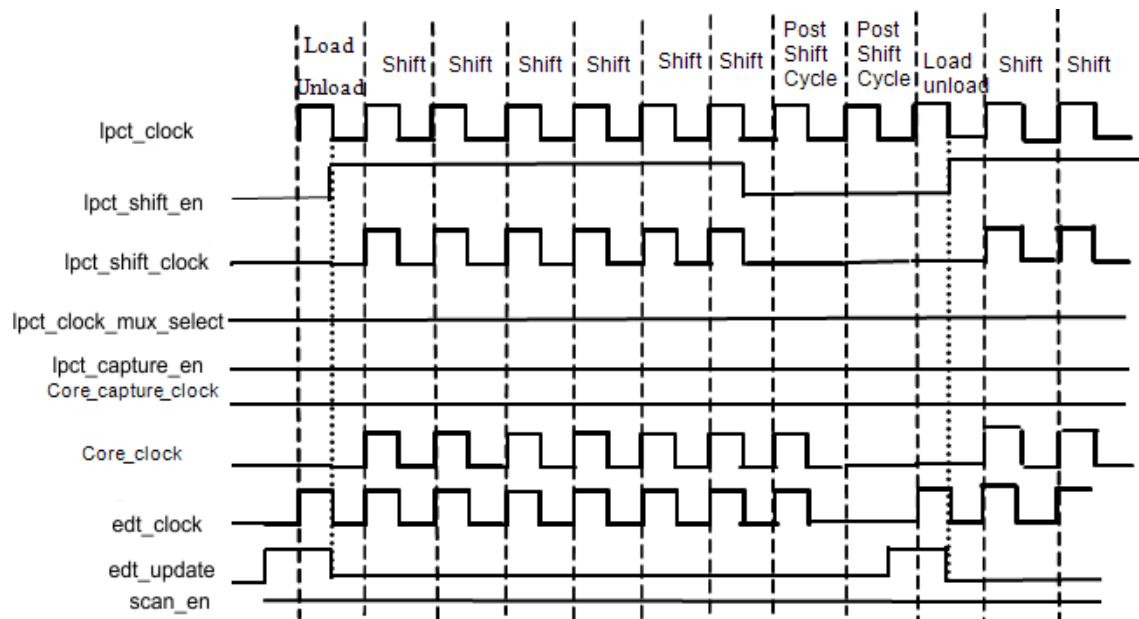 Load
Unload
Shift
Shift
Shift
Shift
Shift
Shift
Post
Shift
Cycle
Post
Shift
Cycle
Load
unload
Shift
Shift
lpct_clock
lpct_shift_en
lpct_shift_clock
lpct_clock_mux_select
lpct_capture_en
Core_capture_clock
Core_clock
edt_clock
edt_update
scan_en